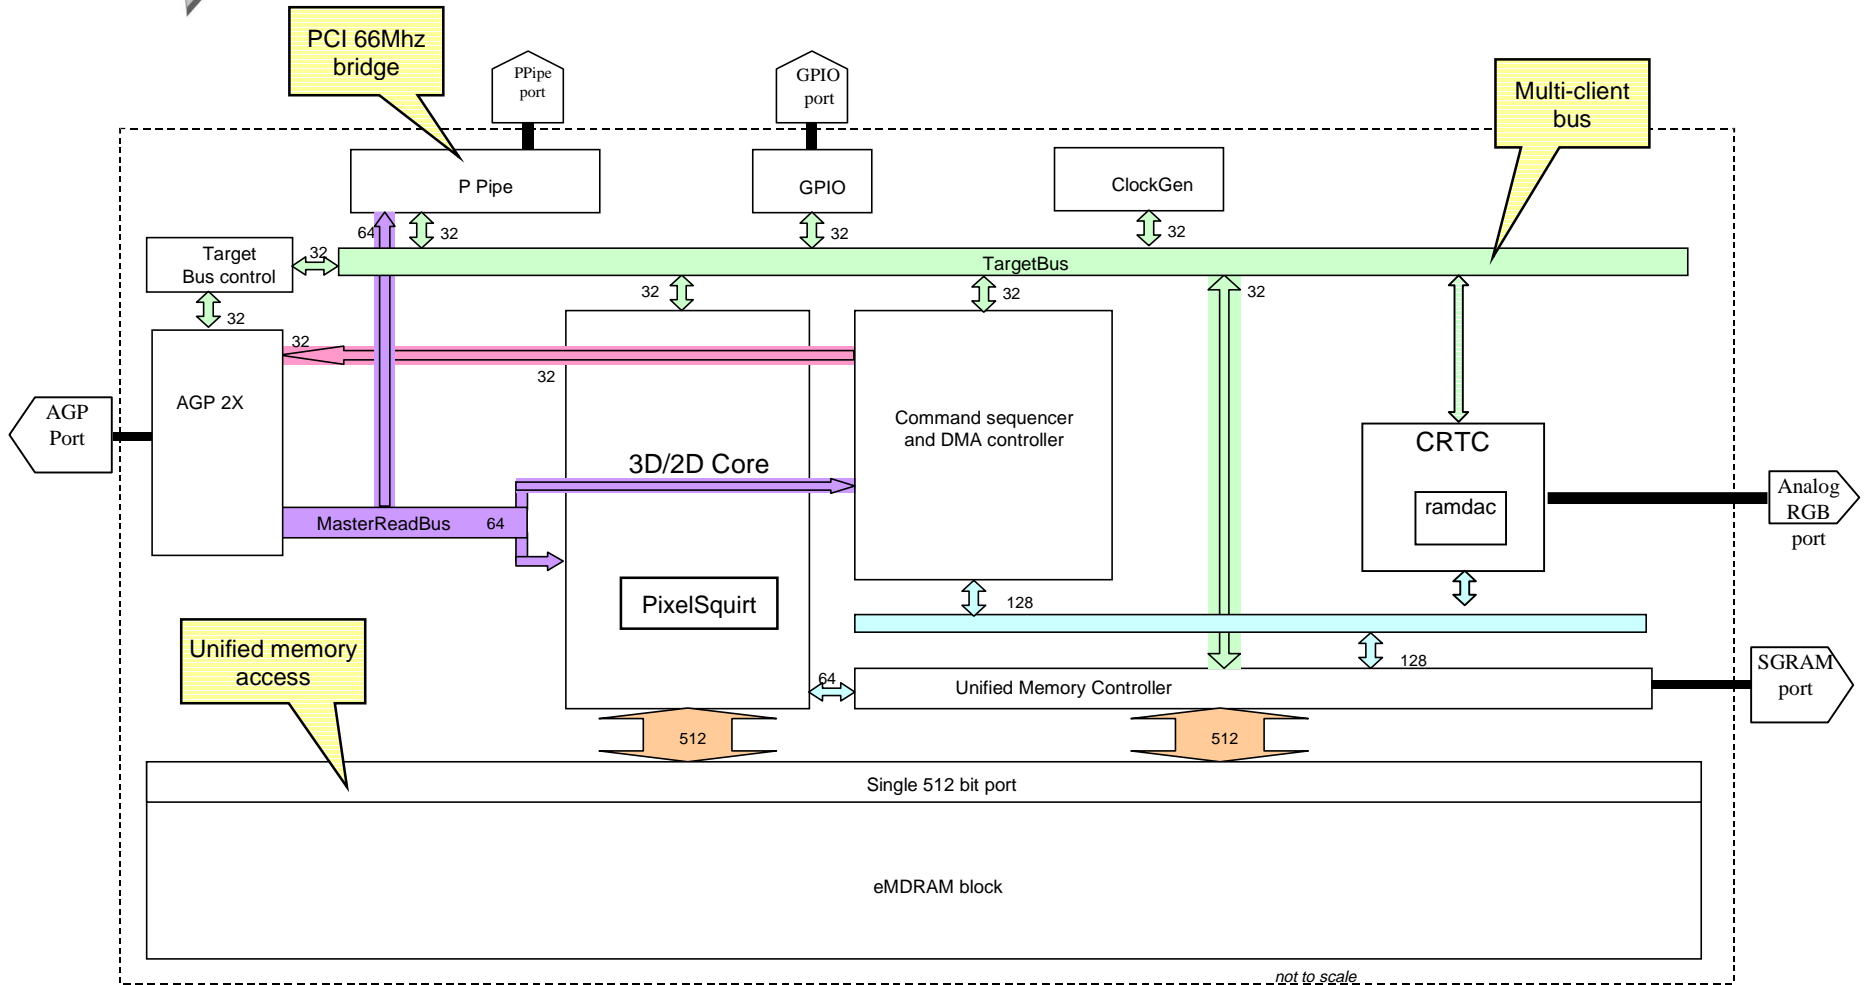 PCI 66Mhz
bridge
PPipe
port
GPIO
port
Multi-client
bus
P Pipe
GPIO
ClockGen
64
32
32
32
Target
Bus control
32
TargetBus
32
32
32
32
32
32
AGP 2X
Command sequencer
and DMA controller
AGP
Port
CRTC
3D/2D Core
MasterReadBus 64
ramdac
Analog
RGB
port
PixelSquirt
128
Unified memory
access
128
SGRAM
port
64
Unified Memory Controller
512
512
Single 512 bit port
eMDRAM block
not to scale